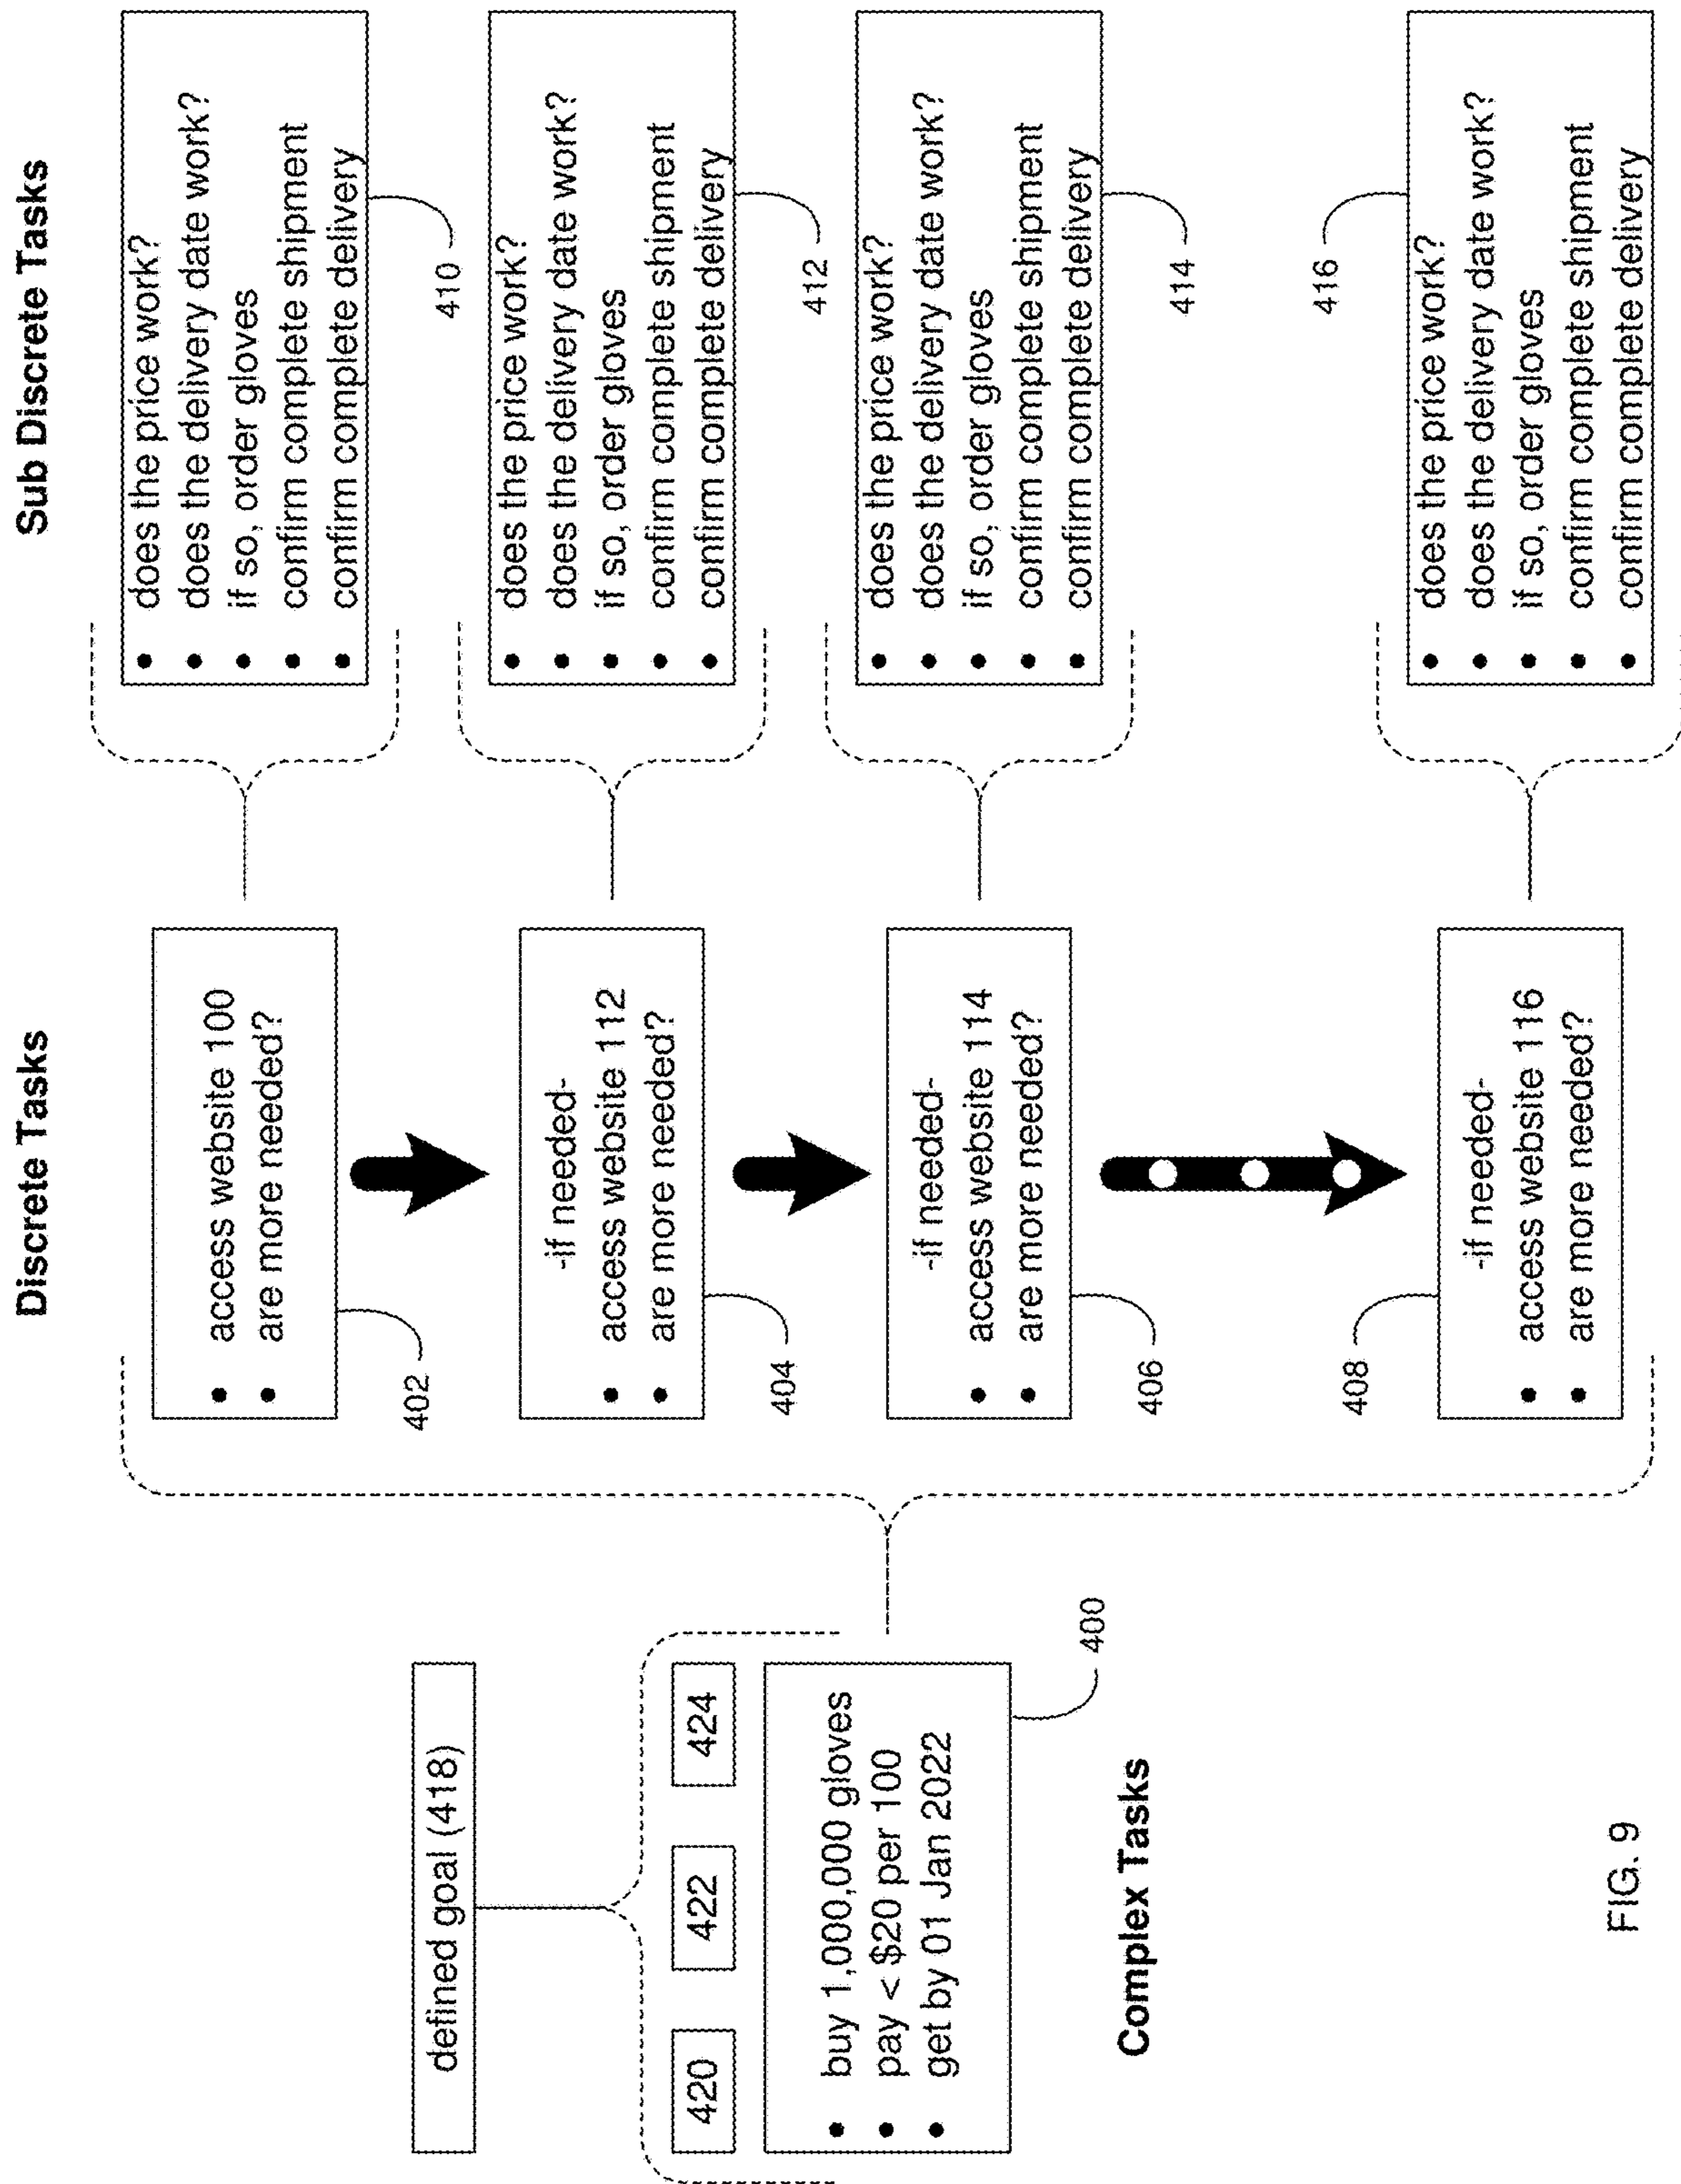 defined goal (418)
420
422
424
• buy 1,000,000 gloves
• pay < $20 per 100
• get by 01 Jan 2022
400
Complex Tasks
Discrete Tasks
• access website 100
• are more needed?
402
-if needed-
• access website 112
• are more needed?
404
-if needed-
• access website 114
• are more needed?
406
-if needed-
• access website 116
• are more needed?
408
Sub Discrete Tasks
• does the price work?
• does the delivery date work?
• if so, order gloves
• confirm complete shipment
• confirm complete delivery
410
• does the price work?
• does the delivery date work?
• if so, order gloves
• confirm complete shipment
• confirm complete delivery
412
• does the price work?
• does the delivery date work?
• if so, order gloves
• confirm complete shipment
• confirm complete delivery
414
• does the price work?
• does the delivery date work?
• if so, order gloves
• confirm complete shipment
• confirm complete delivery
416
FIG. 9